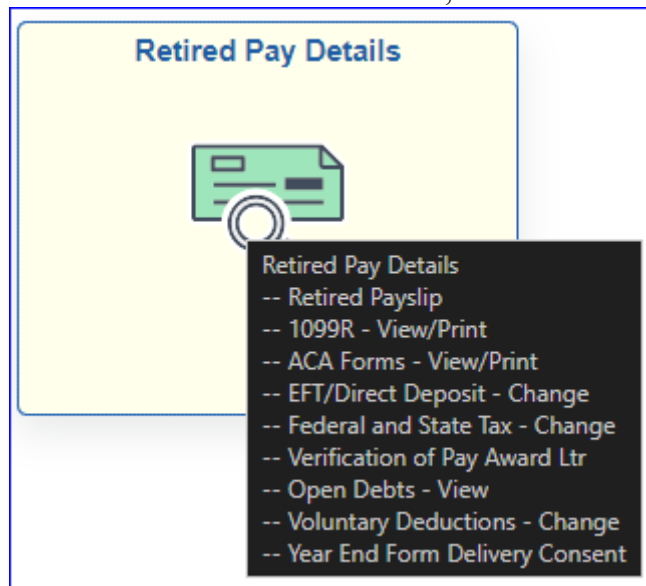 Retired Pay Details
Retired Pay Details
-- Retired Payslip
-- 1099R - View/Print
-- ACA Forms - View/Print
-- EFT/Direct Deposit - Change
-- Federal and State Tax - Change
-- Verification of Pay Award Ltr
-- Open Debts - View
-- Voluntary Deductions - Change
-- Year End Form Delivery Consent